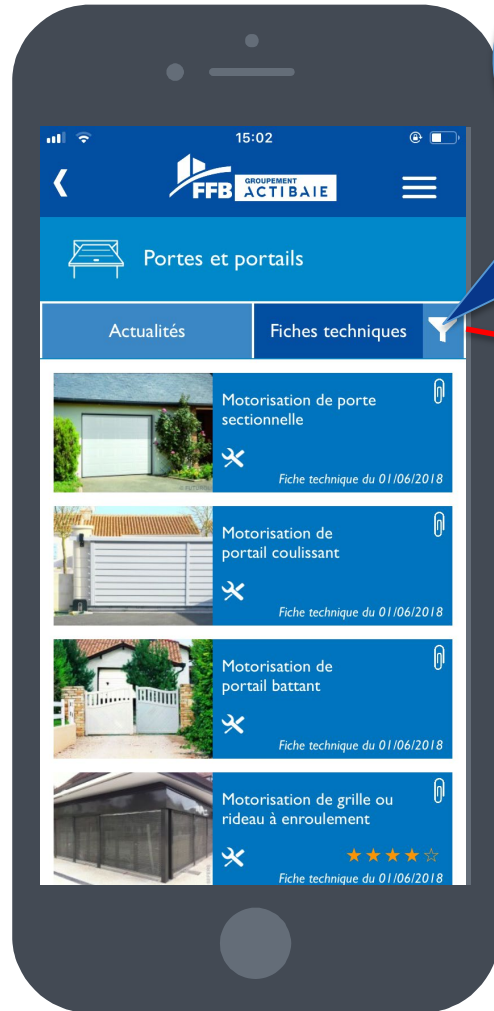 15:02
FFB
GROUPEMENT
ACTIBAIE
Portes et portails
Actualités
Fiches techniques
Motorisation de porte
sectionnelle
Fiche technique du 01/06/2018
Motorisation de
portail coulissant
Fiche technique du 01/06/2018
Motorisation de
portail battant
Fiche technique du 01/06/2018
Motorisation de grille ou
rideau à enroulement
Fiche technique du 01/06/2018